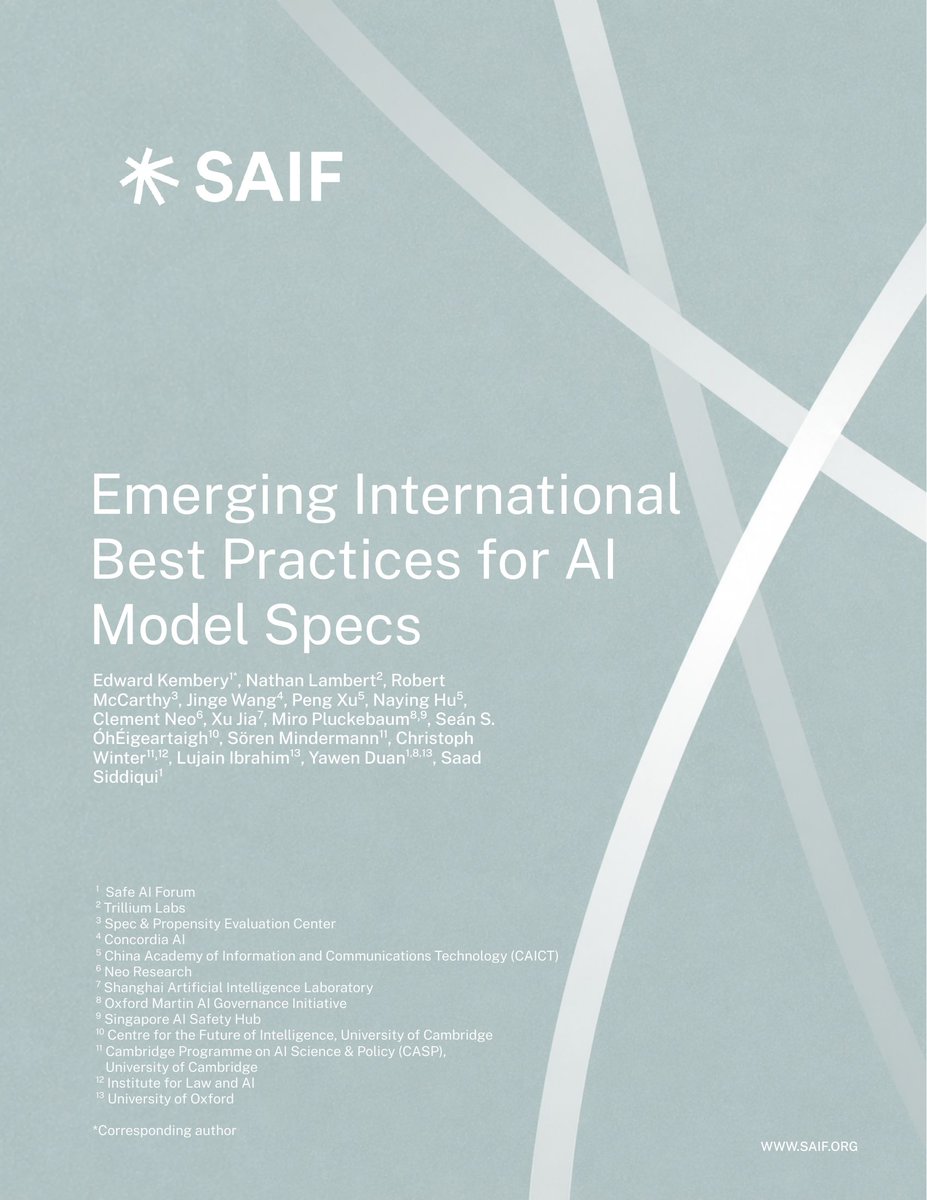 SAIF
Emerging International
Best Practices for AI
Model Specs
Edward Kembery¹*, Nathan Lambert², Robert
McCarthy³, Jinge Wang⁴, Peng Xu⁵, Naying Hu⁵,
Clement Neo⁶, Xu Jia⁷, Miro Pluckebaum⁸,⁹, Seán S.
ÓhÉigeartaigh¹⁰, Sören Mindermann¹¹, Christoph
Winter¹¹,¹², Lujain Ibrahim¹³, Yawen Duan¹,⁸,¹³, Saad
Siddiqui¹
¹ Safe AI Forum
² Trillium Labs
³ Spec & Propensity Evaluation Center
⁴ Concordia AI
⁵ China Academy of Information and Communications Technology (CAICT)
⁶ Neo Research
⁷ Shanghai Artificial Intelligence Laboratory
⁸ Oxford Martin AI Governance Initiative
⁹ Singapore AI Safety Hub
¹⁰ Centre for the Future of Intelligence, University of Cambridge
¹¹ Cambridge Programme on AI Science & Policy (CASP),
University of Cambridge
¹² Institute for Law and AI
¹³ University of Oxford
*Corresponding author
WWW.SAIF.ORG